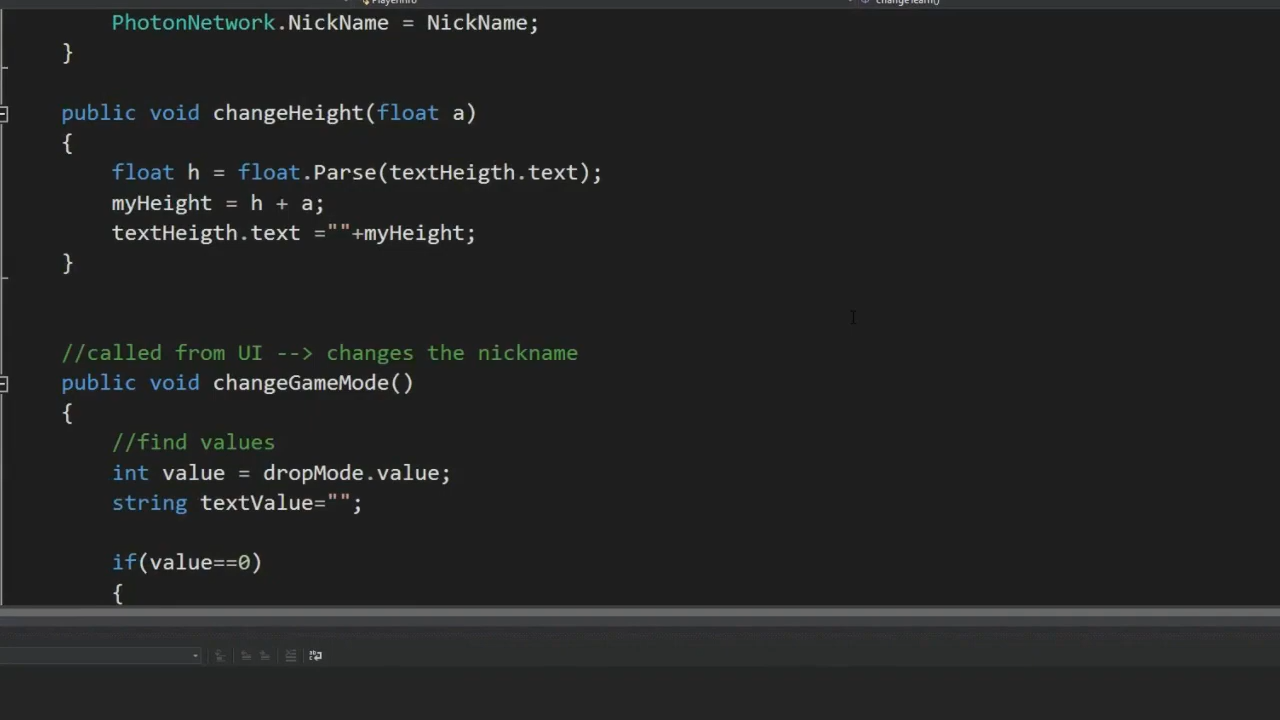 PlayerInfo
PhotonNetwork.NickName = NickName;
}
public void changeHeight(float a)
{
float h = float.Parse(textHeigth.text);
myHeight = h + a;
textHeigth.text =""+myHeight;
}
//called from UI --> changes the nickname
public void changeGameMode()
{
//find values
int value = dropMode.value;
string textValue="";
if(value==0)
{